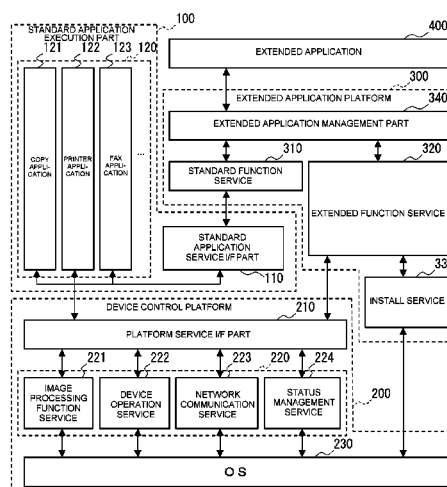 STANDARD APPLICATION
EXECUTION PART
100
121
122
123
120
COPY
APPLI-
CATION
PRINTER
APPLI-
CATION
FAX
APPLI-
CATION
...
400
EXTENDED APPLICATION
300
EXTENDED APPLICATION PLATFORM
340
EXTENDED APPLICATION MANAGEMENT PART
310
STANDARD FUNCTION
SERVICE
320
EXTENDED FUNCTION SERVICE
STANDARD
APPLICATION
SERVICE I/F PART
110
33
INSTALL SERVICE
DEVICE CONTROL PLATFORM
210
PLATFORM SERVICE I/F PART
221
222
223
220
224
IMAGE
PROCESSING
FUNCTION
SERVICE
DEVICE
OPERATION
SERVICE
NETWORK
COMMUNICATION
SERVICE
STATUS
MANAGEMENT
SERVICE
200
230
OS